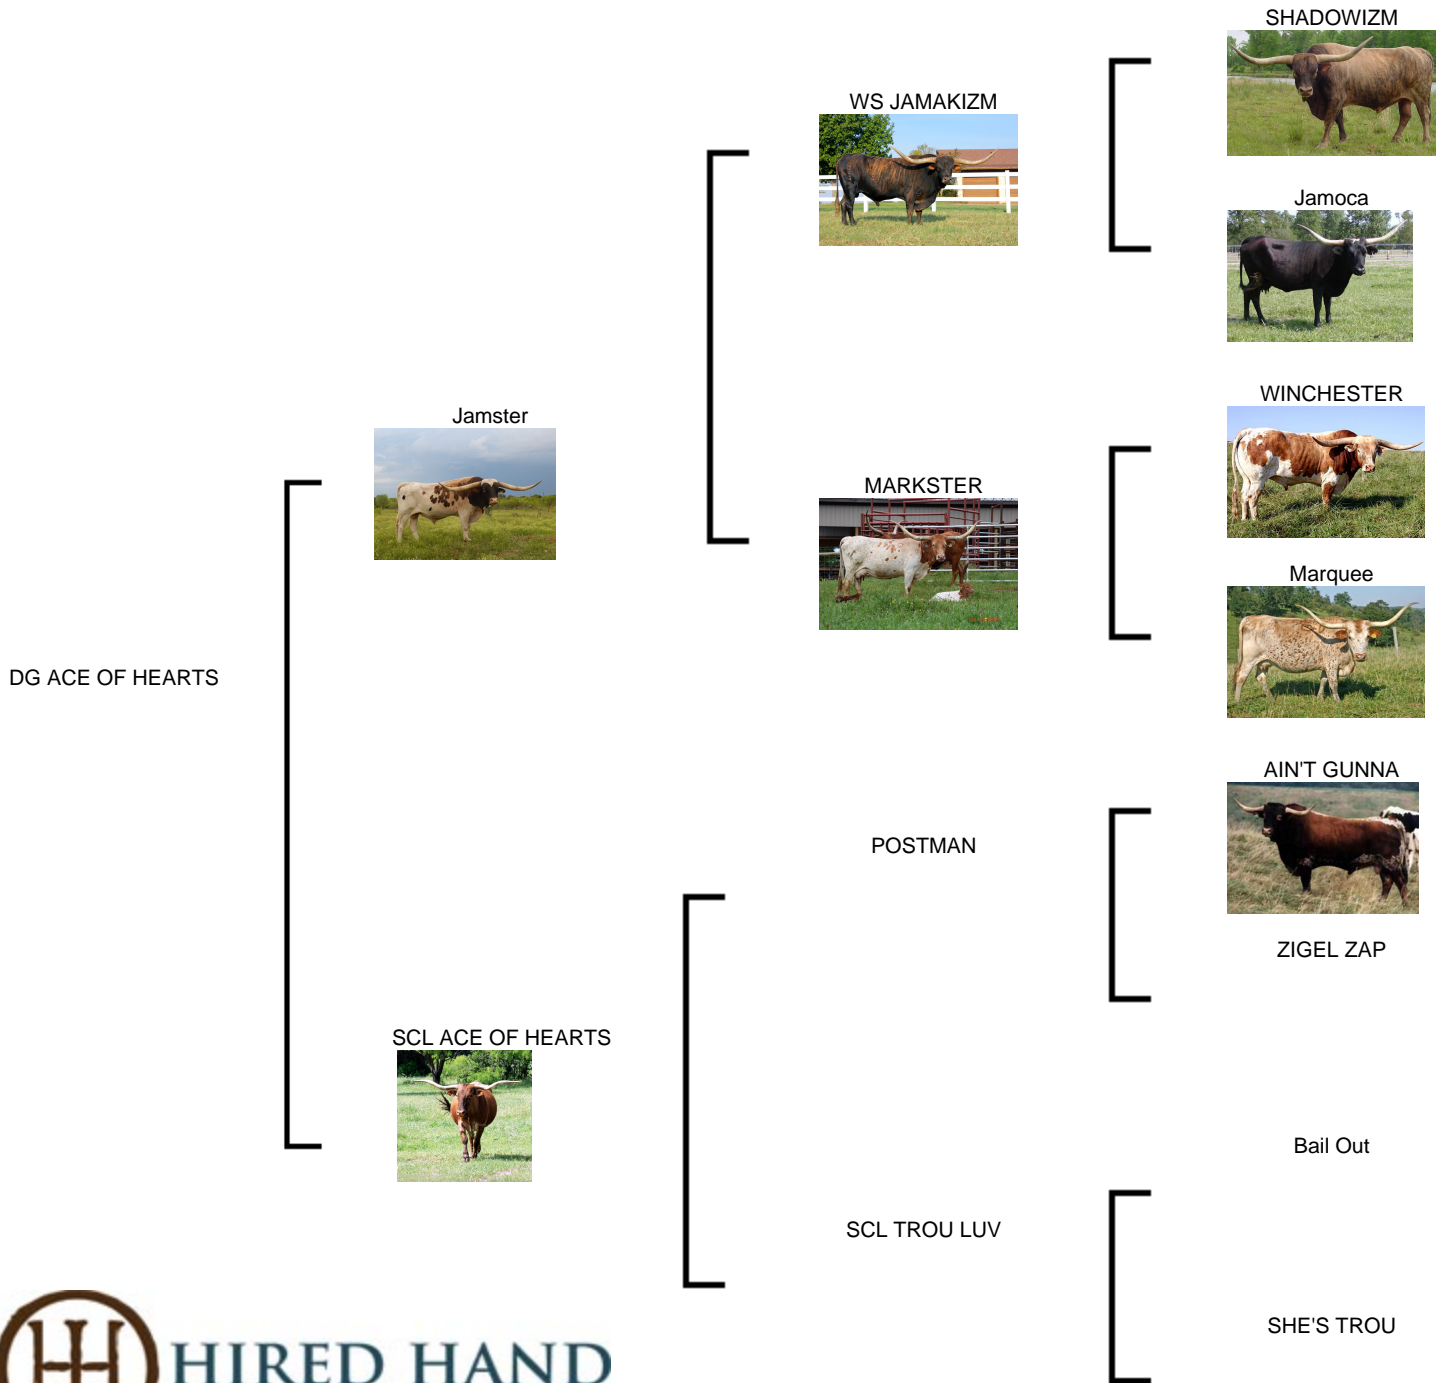 SHADOWIZM
WS JAMAKIZM
Jamoca
Jamster
WINCHESTER
MARKSTER
Marquee
DG ACE OF HEARTS
AIN'T GUNNA
POSTMAN
ZIGEL ZAP
SCL ACE OF HEARTS
Bail Out
SCL TROU LUV
SHE'S TROU
HIRED HAND